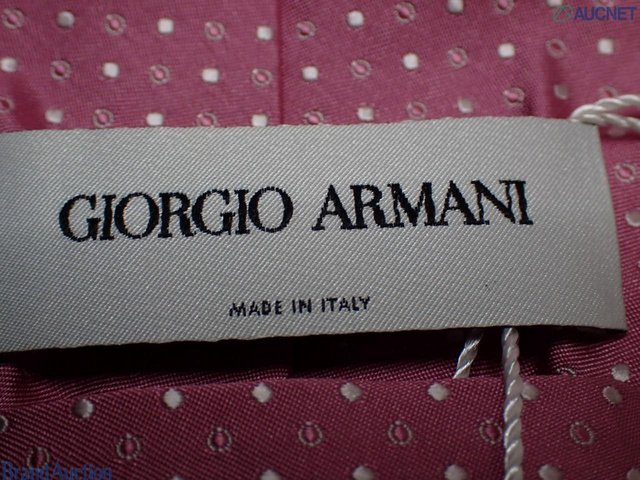 AUCNET
GIORGIO ARMANI
MADE IN ITALY
Brand Auction